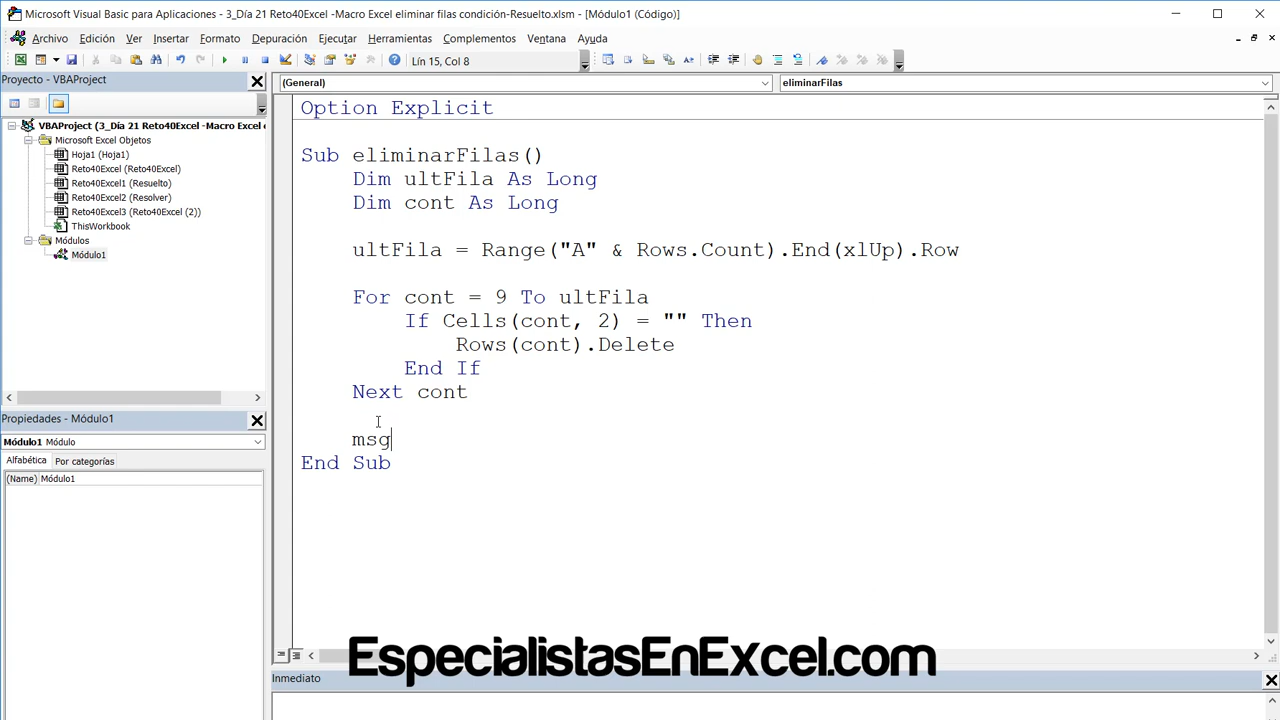 Microsoft Visual Basic para Aplicaciones - 3_Día 21 Reto40Excel -Macro Excel eliminar filas condición-Resuelto.xlsm - [Módulo1 (Código)]
Archivo Edición Ver Insertar Formato Depuración Ejecutar Herramientas Complementos Ventana Ayuda
Lín 15, Col 8
Proyecto - VBAProject
(General)
eliminarFilas
VBAProject (3_Día 21 Reto40Excel -Macro Excel e
Microsoft Excel Objetos
Hoja1 (Hoja1)
Reto40Excel (Reto40Excel)
Reto40Excel1 (Resuelto)
Reto40Excel2 (Resolver)
Reto40Excel3 (Reto40Excel (2))
ThisWorkbook
Módulos
Módulo1
Propiedades - Módulo1
Módulo1 Módulo
Alfabética Por categorías
(Name) Módulo1
Option Explicit
Sub eliminarFilas()
Dim ultFila As Long
Dim cont As Long
ultFila = Range("A" & Rows.Count).End(xlUp).Row
For cont = 9 To ultFila
If Cells(cont, 2) = "" Then
Rows(cont).Delete
End If
Next cont
msg
End Sub
EspecialistasEnExcel.com
Inmediato